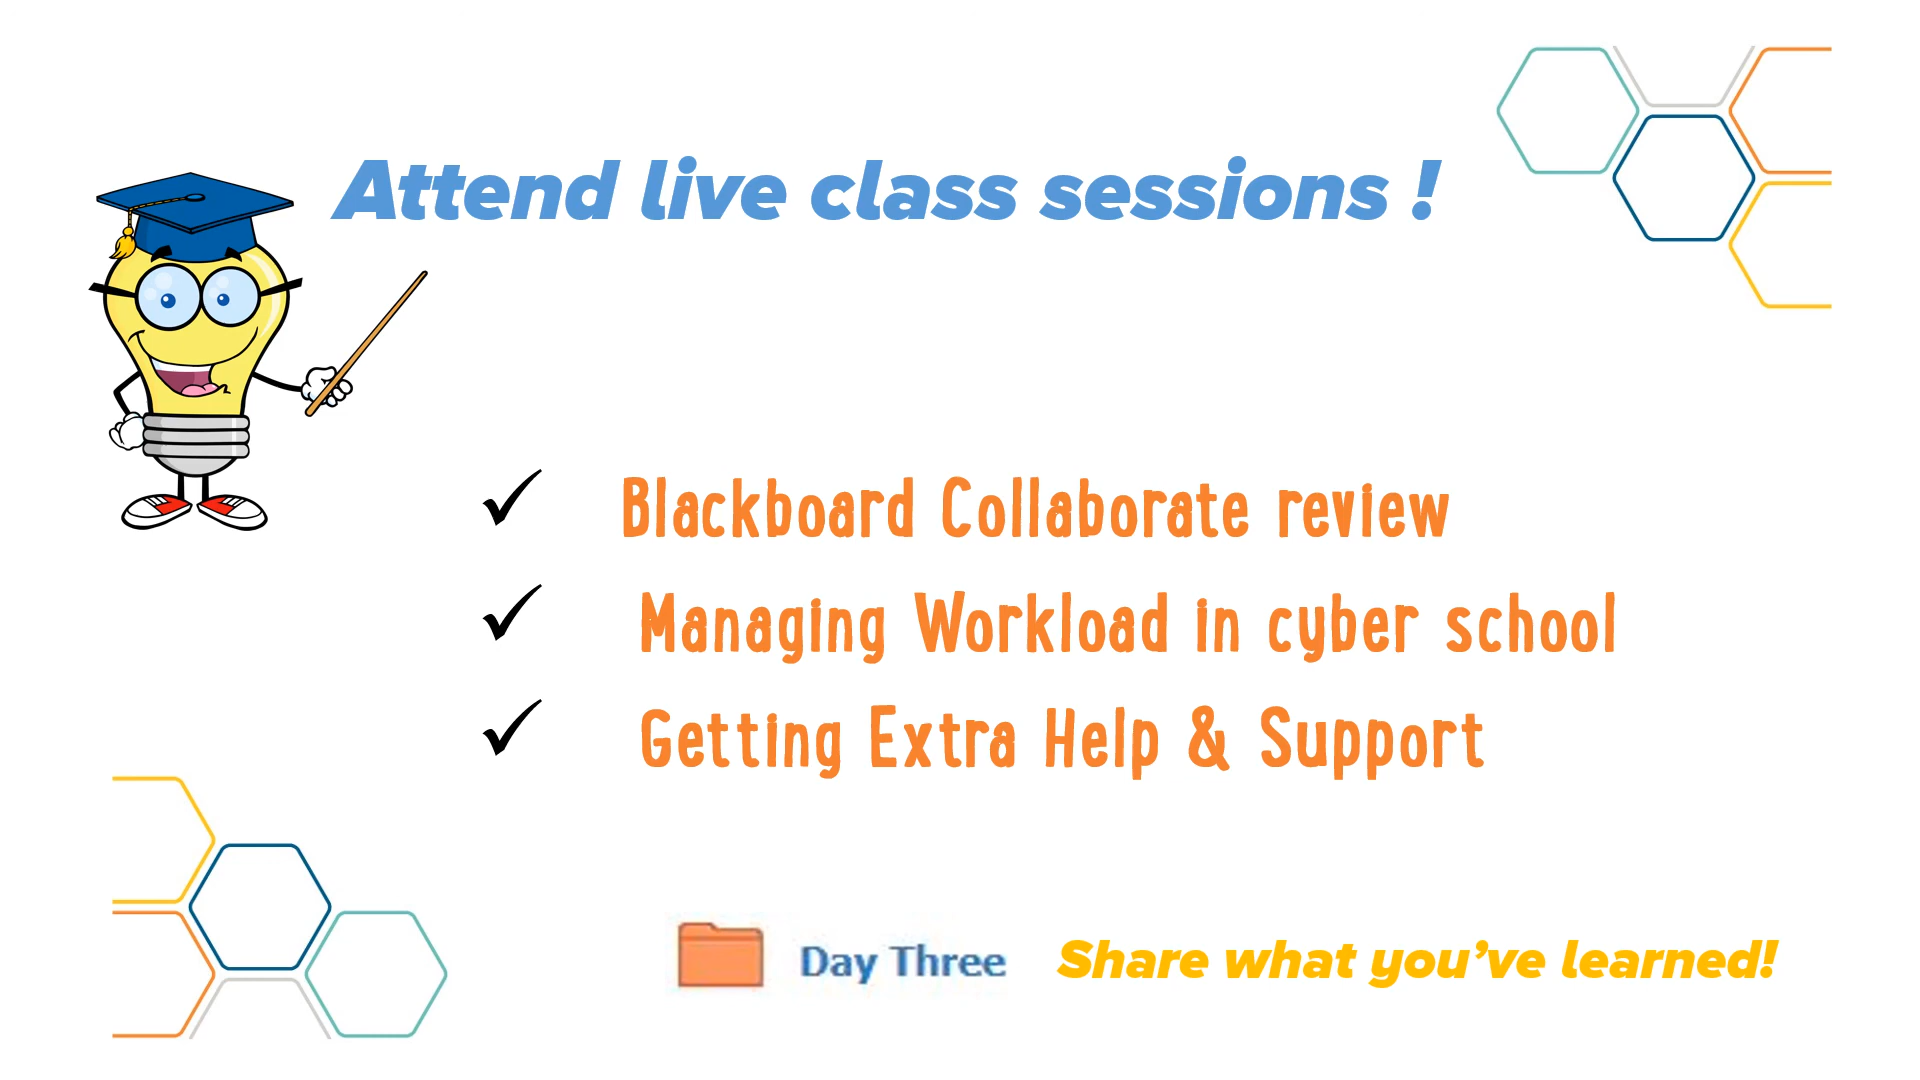 Attend live class sessions !
✓ Blackboard Collaborate review
✓ Managing Workload in cyber school
✓ Getting Extra Help & Support
Day Three Share what you’ve learned!